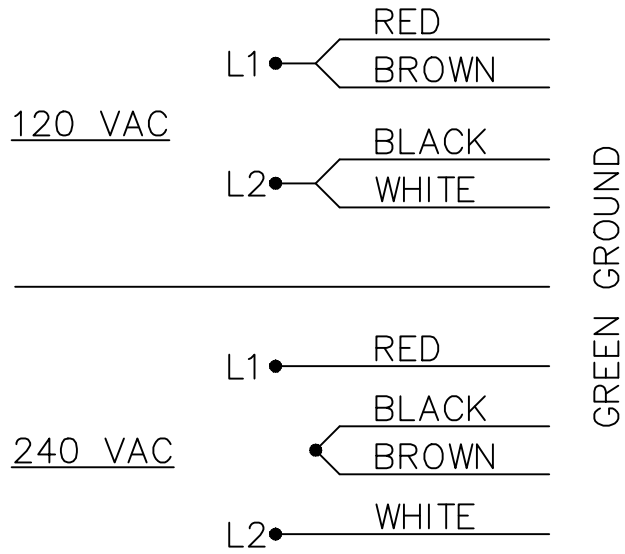 RED
L1
BROWN
120 VAC
BLACK
L2
WHITE
GREEN GROUND
RED
L1
BLACK
240 VAC
BROWN
WHITE
L2